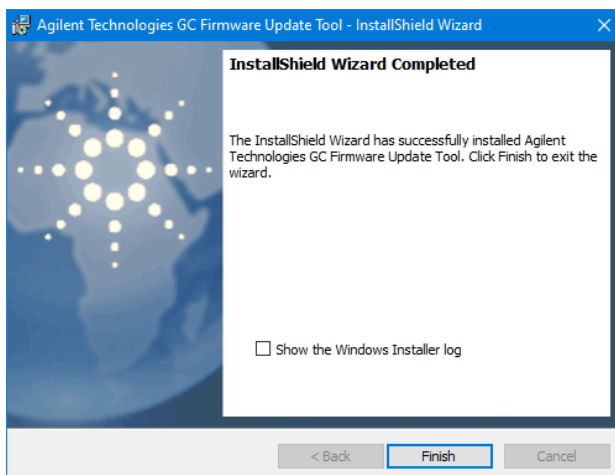 Agilent Technologies GC Firmware Update Tool - InstallShield Wizard
InstallShield Wizard Completed
The InstallShield Wizard has successfully installed Agilent
Technologies GC Firmware Update Tool. Click Finish to exit the
wizard.
Show the Windows Installer log
< Back
Finish
Cancel